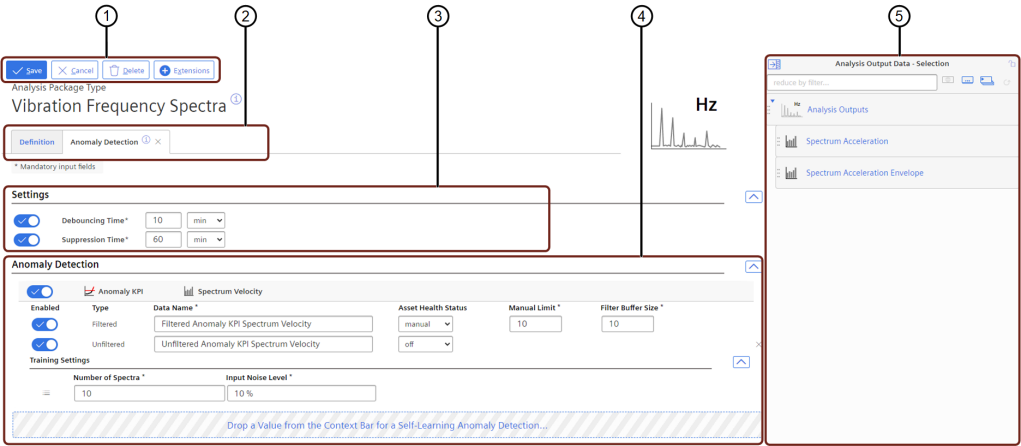 1 2 3 4 5
Save Cancel Delete Extensions
Analysis Package Type
Vibration Frequency Spectra
Hz
Definition Anomaly Detection
* Mandatory input fields
Settings
Debouncing Time* 10 min
Suppression Time* 60 min
Anomaly Detection
Anomaly KPI Spectrum Velocity
Enabled Type Data Name * Asset Health Status Manual Limit * Filter Buffer Size *
Filtered Filtered Anomaly KPI Spectrum Velocity manual 10 10
Unfiltered Unfiltered Anomaly KPI Spectrum Velocity off
Training Settings
Number of Spectra * Input Noise Level *
10 10 %
Drop a Value from the Context Bar for a Self-Learning Anomaly Detection...
Analysis Output Data - Selection
reduce by filter...
Hz
Analysis Outputs
Spectrum Acceleration
Spectrum Acceleration Envelope